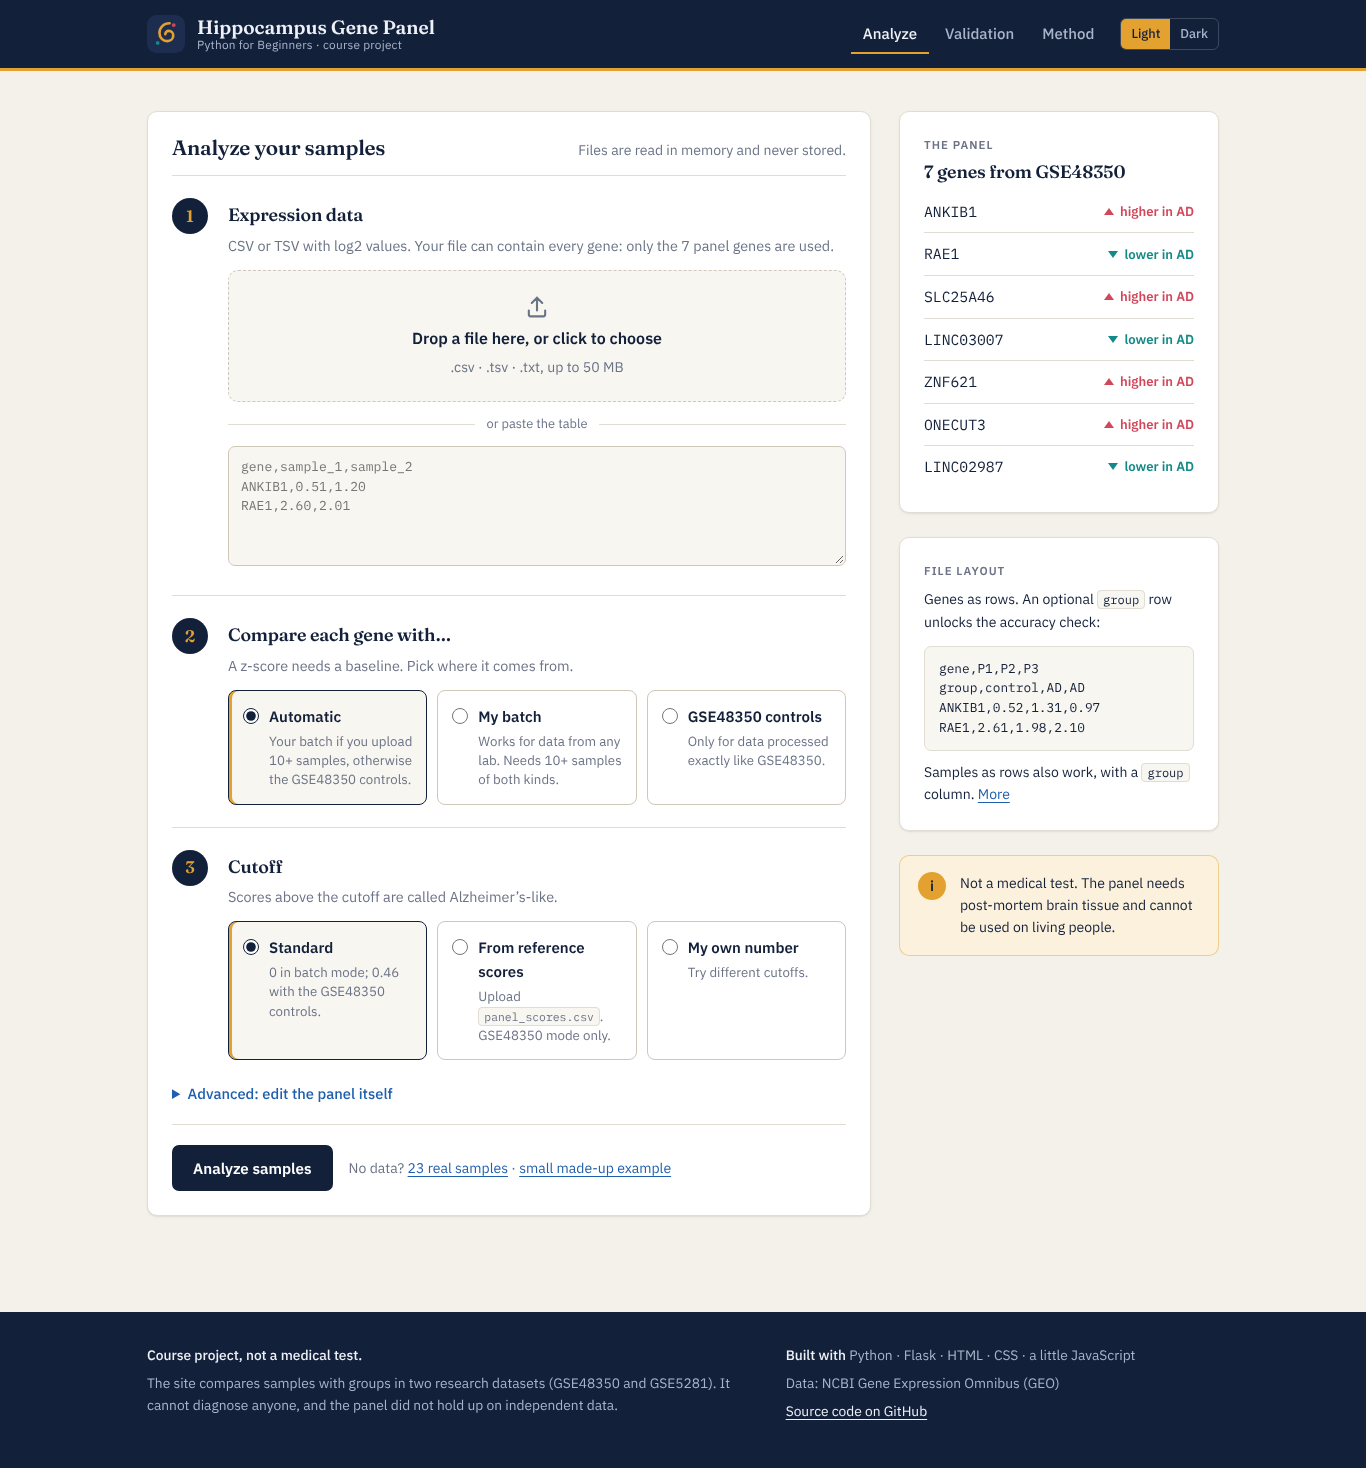 Hippocampus Gene Panel
Python for Beginners · course project
Analyze
Validation
Method
Light
Dark
Analyze your samples
Files are read in memory and never stored.
1
Expression data
CSV or TSV with log2 values. Your file can contain every gene: only the 7 panel genes are used.
Drop a file here, or click to choose
.csv · .tsv · .txt, up to 50 MB
or paste the table
gene,sample_1,sample_2
ANKIB1,0.51,1.20
RAE1,2.60,2.01
2
Compare each gene with…
A z-score needs a baseline. Pick where it comes from.
Automatic
Your batch if you upload
10+ samples, otherwise
the GSE48350 controls.
My batch
Works for data from any
lab. Needs 10+ samples
of both kinds.
GSE48350 controls
Only for data processed
exactly like GSE48350.
3
Cutoff
Scores above the cutoff are called Alzheimer’s-like.
Standard
0 in batch mode; 0.46
with the GSE48350
controls.
From reference
scores
Upload
panel_scores.csv.
GSE48350 mode only.
My own number
Try different cutoffs.
Advanced: edit the panel itself
Analyze samples
No data? 23 real samples · small made-up example
THE PANEL
7 genes from GSE48350
ANKIB1 higher in AD
RAE1 lower in AD
SLC25A46 higher in AD
LINC03007 lower in AD
ZNF621 higher in AD
ONECUT3 higher in AD
LINC02987 lower in AD
FILE LAYOUT
Genes as rows. An optional group row
unlocks the accuracy check:
gene,P1,P2,P3
group,control,AD,AD
ANKIB1,0.52,1.31,0.97
RAE1,2.61,1.98,2.10
Samples as rows also work, with a group
column. More
i
Not a medical test. The panel needs
post-mortem brain tissue and cannot
be used on living people.
Course project, not a medical test.
The site compares samples with groups in two research datasets (GSE48350 and GSE5281). It
cannot diagnose anyone, and the panel did not hold up on independent data.
Built with Python · Flask · HTML · CSS · a little JavaScript
Data: NCBI Gene Expression Omnibus (GEO)
Source code on GitHub